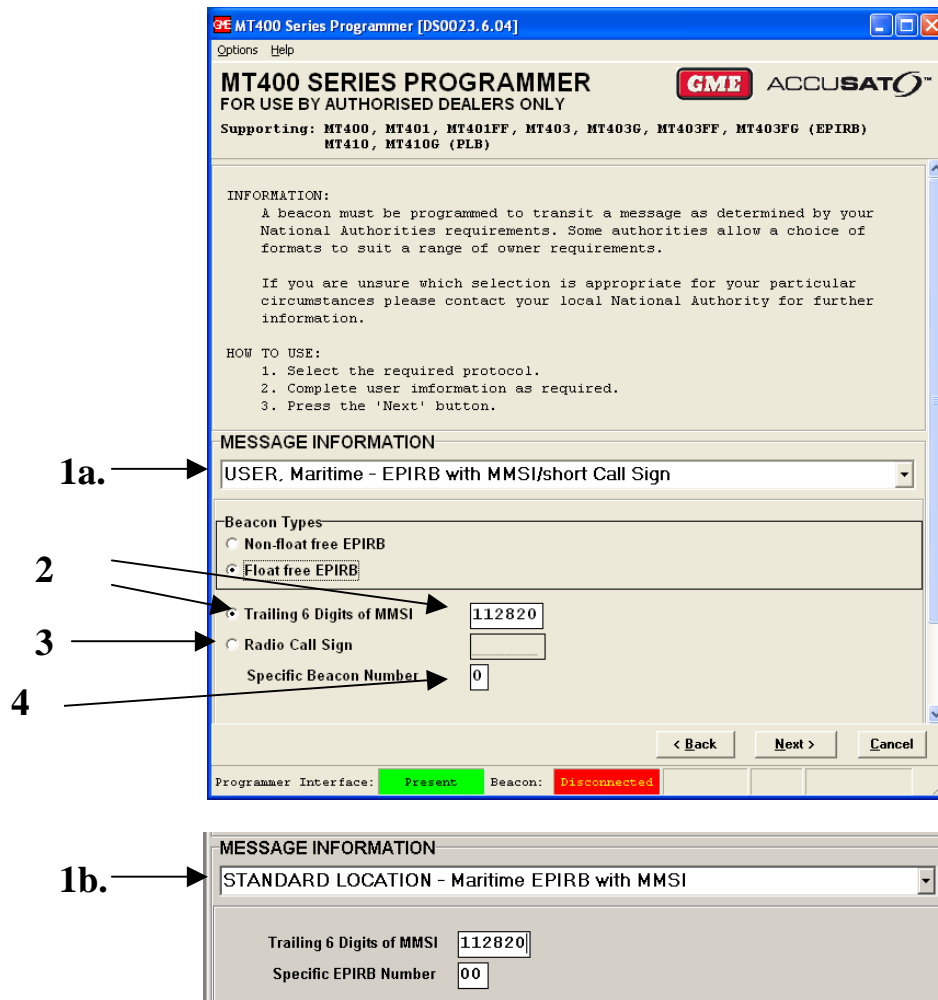 GME MT400 Series Programmer [DS0023.6.04]
Options Help
MT400 SERIES PROGRAMMER
FOR USE BY AUTHORISED DEALERS ONLY
GME ACCUSAT™
Supporting: MT400, MT401, MT401FF, MT403, MT403G, MT403FF, MT403FG (EPIRB)
MT410, MT410G (PLB)
INFORMATION:
A beacon must be programmed to transit a message as determined by your
National Authorities requirements. Some authorities allow a choice of
formats to suit a range of owner requirements.
If you are unsure which selection is appropriate for your particular
circumstances please contact your local National Authority for further
information.
HOW TO USE:
1. Select the required protocol.
2. Complete user imformation as required.
3. Press the 'Next' button.
MESSAGE INFORMATION
1a.
USER, Maritime - EPIRB with MMSI/short Call Sign
Beacon Types
Non-float free EPIRB
2
Float free EPIRB
Trailing 6 Digits of MMSI 112820
3
Radio Call Sign ______
Specific Beacon Number 0
4
< Back Next > Cancel
Programmer Interface: Present Beacon: Disconnected
MESSAGE INFORMATION
1b.
STANDARD LOCATION - Maritime EPIRB with MMSI
Trailing 6 Digits of MMSI 112820
Specific EPIRB Number 00